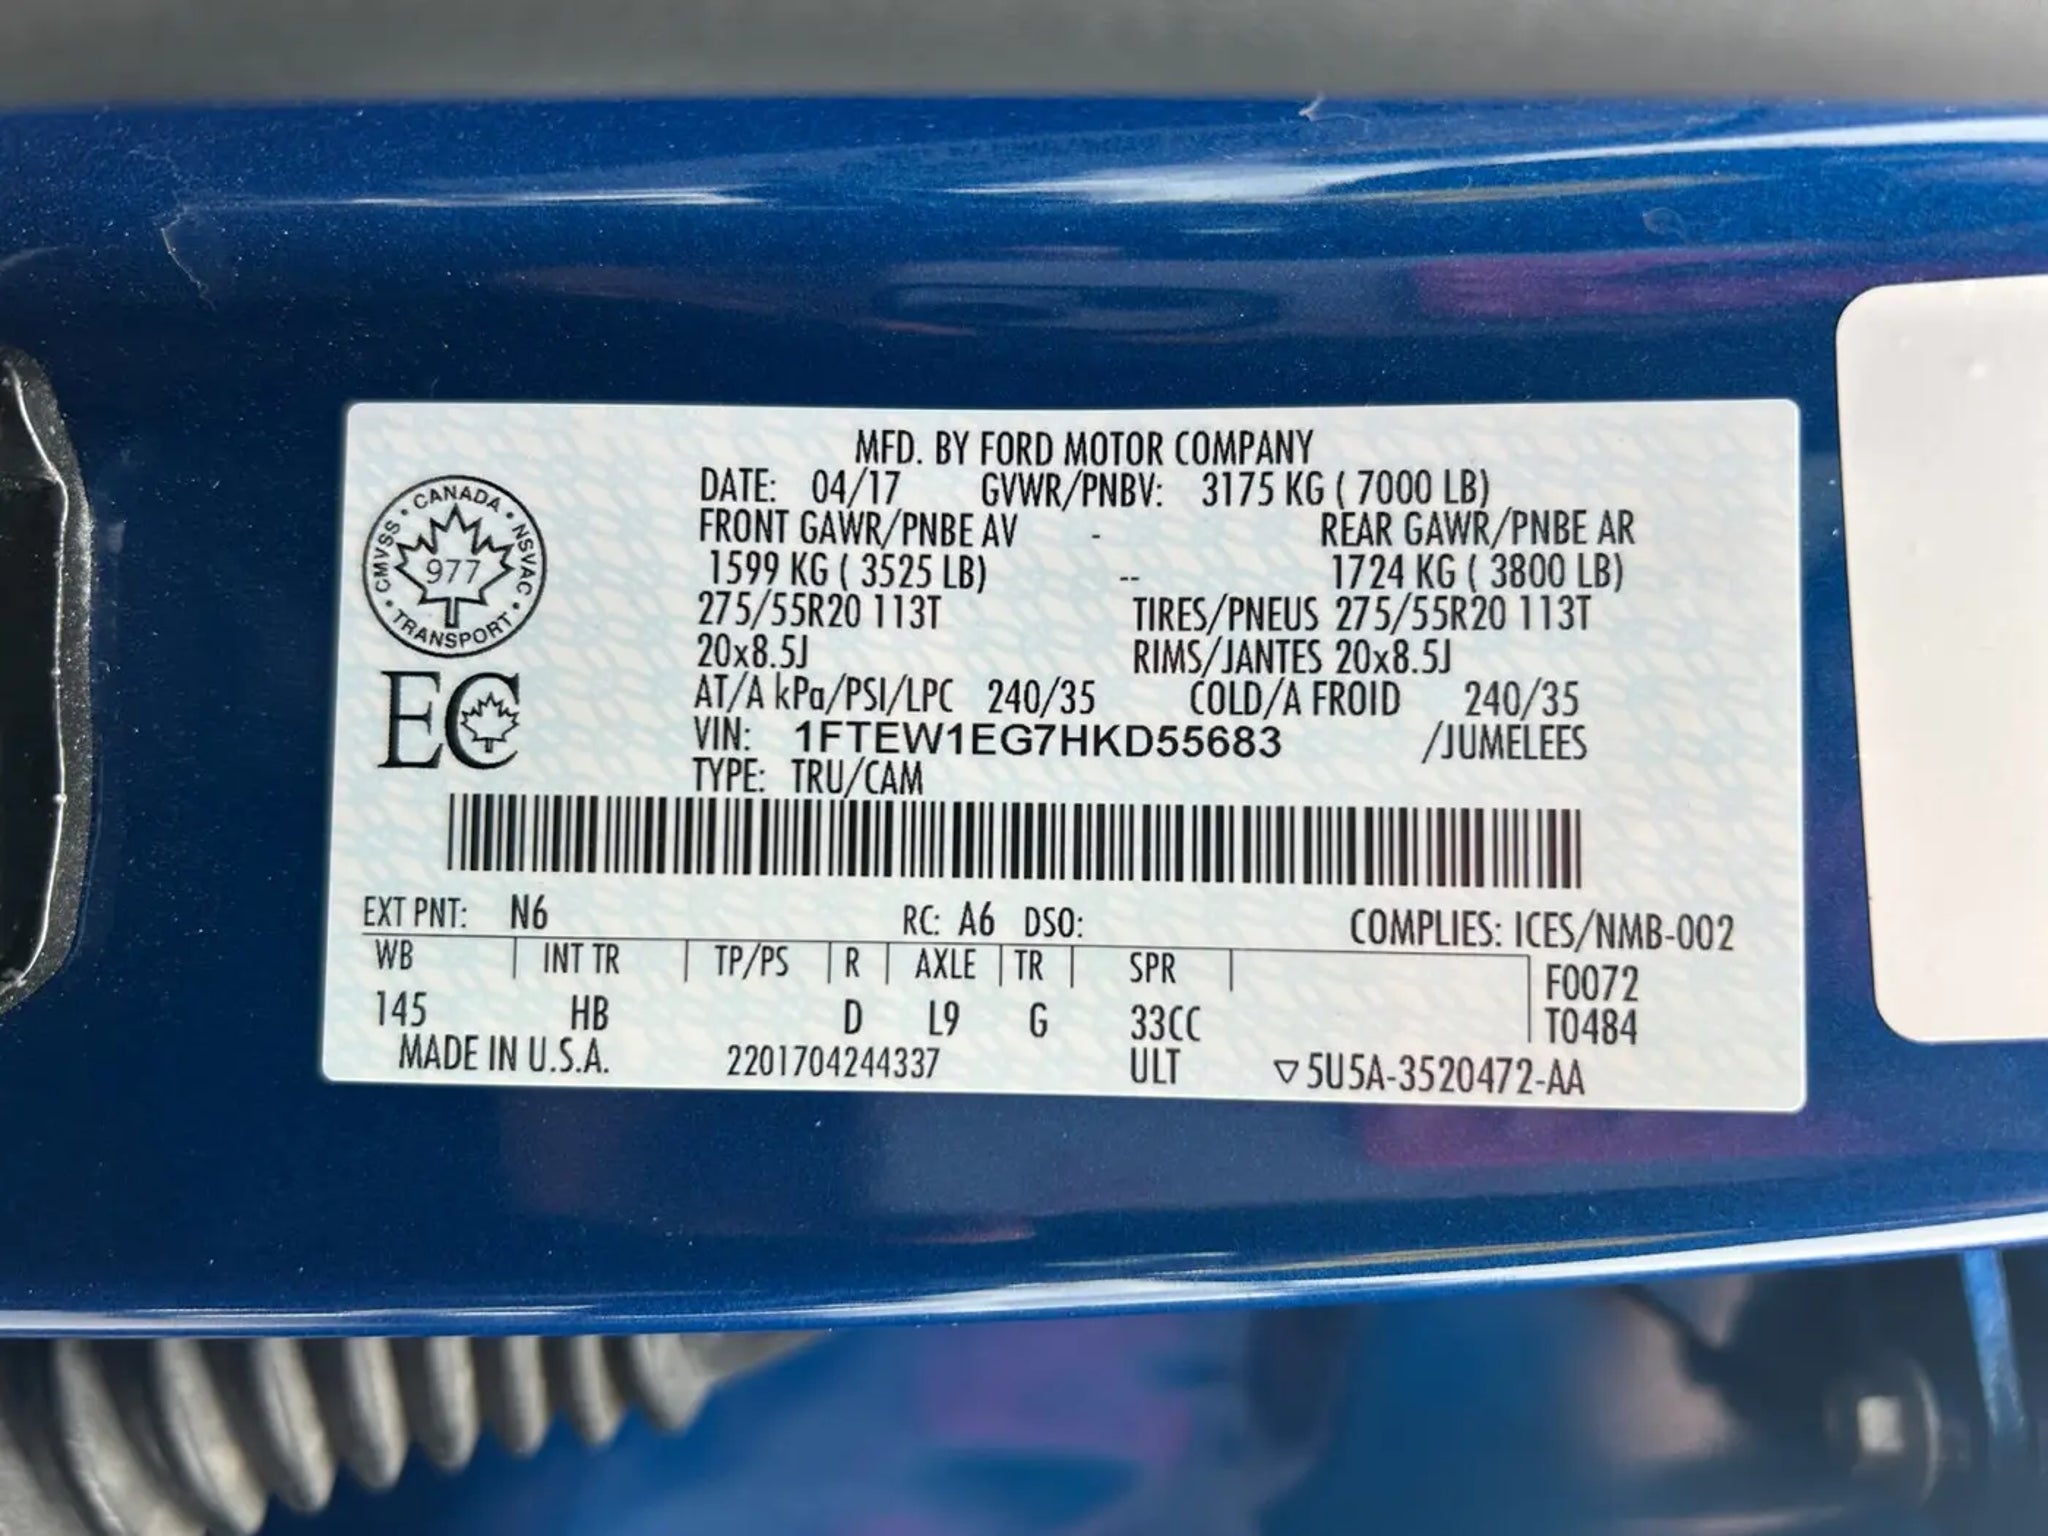 MFD. BY FORD MOTOR COMPANY
DATE: 04/17 GVWR/PNBV: 3175 KG ( 7000 LB)
FRONT GAWR/PNBE AV - REAR GAWR/PNBE AR
1599 KG ( 3525 LB) -- 1724 KG ( 3800 LB)
275/55R20 113T TIRES/PNEUS 275/55R20 113T
20x8.5J RIMS/JANTES 20x8.5J
AT/A kPa/PSI/LPC 240/35 COLD/A FROID 240/35
VIN: 1FTEW1EG7HKD55683 /JUMELEES
TYPE: TRU/CAM
CANADA • NSVAC • TRANSPORT • CMVSS •
977
EC
EXT PNT: N6 RC: A6 DSO: COMPLIES: ICES/NMB-002
WB | INT TR | TP/PS | R | AXLE | TR | SPR | F0072
145 HB D L9 G 33CC T0484
MADE IN U.S.A. 2201704244337 ULT ▽5U5A-3520472-AA